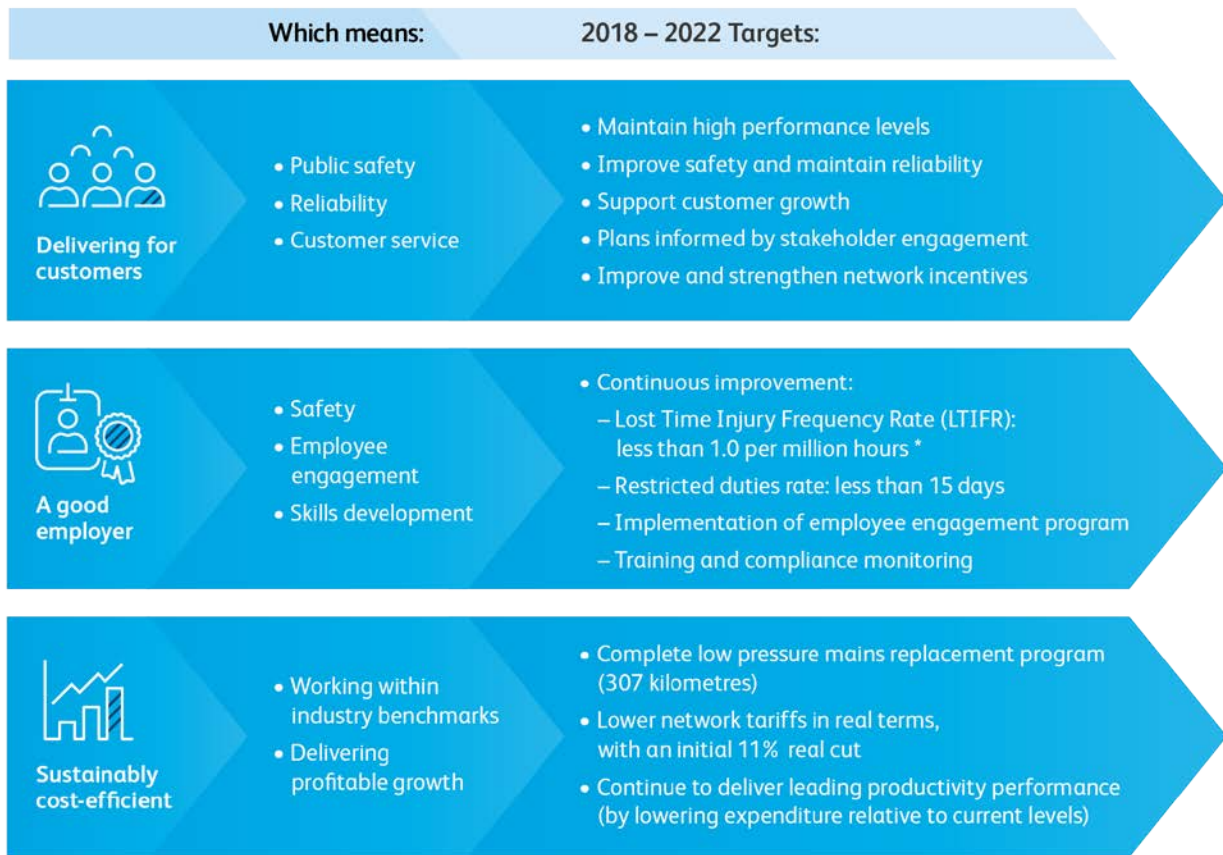 Which means:
2018 – 2022 Targets:
Delivering for
customers
• Public safety
• Reliability
• Customer service
• Maintain high performance levels
• Improve safety and maintain reliability
• Support customer growth
• Plans informed by stakeholder engagement
• Improve and strengthen network incentives
A good
employer
• Safety
• Employee
engagement
• Skills development
• Continuous improvement:
– Lost Time Injury Frequency Rate (LTIFR):
less than 1.0 per million hours *
– Restricted duties rate: less than 15 days
– Implementation of employee engagement program
– Training and compliance monitoring
Sustainably
cost-efficient
• Working within
industry benchmarks
• Delivering
profitable growth
• Complete low pressure mains replacement program
(307 kilometres)
• Lower network tariffs in real terms,
with an initial 11% real cut
• Continue to deliver leading productivity performance
(by lowering expenditure relative to current levels)